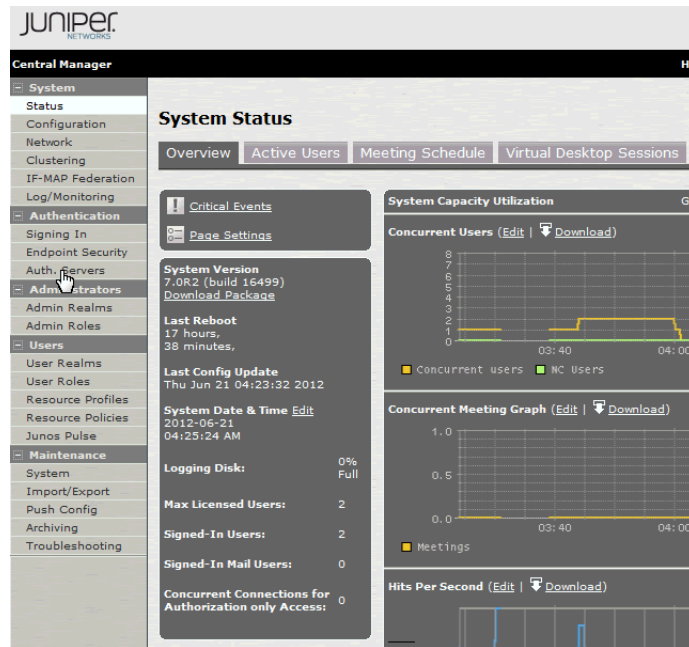 JUNIPER
NETWORKS
Central Manager
H
System
Status
Configuration
Network
Clustering
IF-MAP Federation
Log/Monitoring
Authentication
Signing In
Endpoint Security
Auth. Servers
Administrators
Admin Realms
Admin Roles
Users
User Realms
User Roles
Resource Profiles
Resource Policies
Junos Pulse
Maintenance
System
Import/Export
Push Config
Archiving
Troubleshooting
System Status
Overview Active Users Meeting Schedule Virtual Desktop Sessions
Critical Events
Page Settings
System Version
7.0R2 (build 16499)
Download Package
Last Reboot
17 hours,
38 minutes,
Last Config Update
Thu Jun 21 04:23:32 2012
System Date & Time Edit
2012-06-21
04:25:24 AM
Logging Disk: 0% Full
Max Licensed Users: 2
Signed-In Users: 2
Signed-In Mail Users: 0
Concurrent Connections for
Authorization only Access: 0
System Capacity Utilization G
Concurrent Users (Edit | Download)
8
7
6
5
4
3
2
1
0
03:40 04:00
Concurrent users NC Users
Concurrent Meeting Graph (Edit | Download)
1.0
0.5
0.0
03:40 04:00
Meetings
Hits Per Second (Edit | Download)